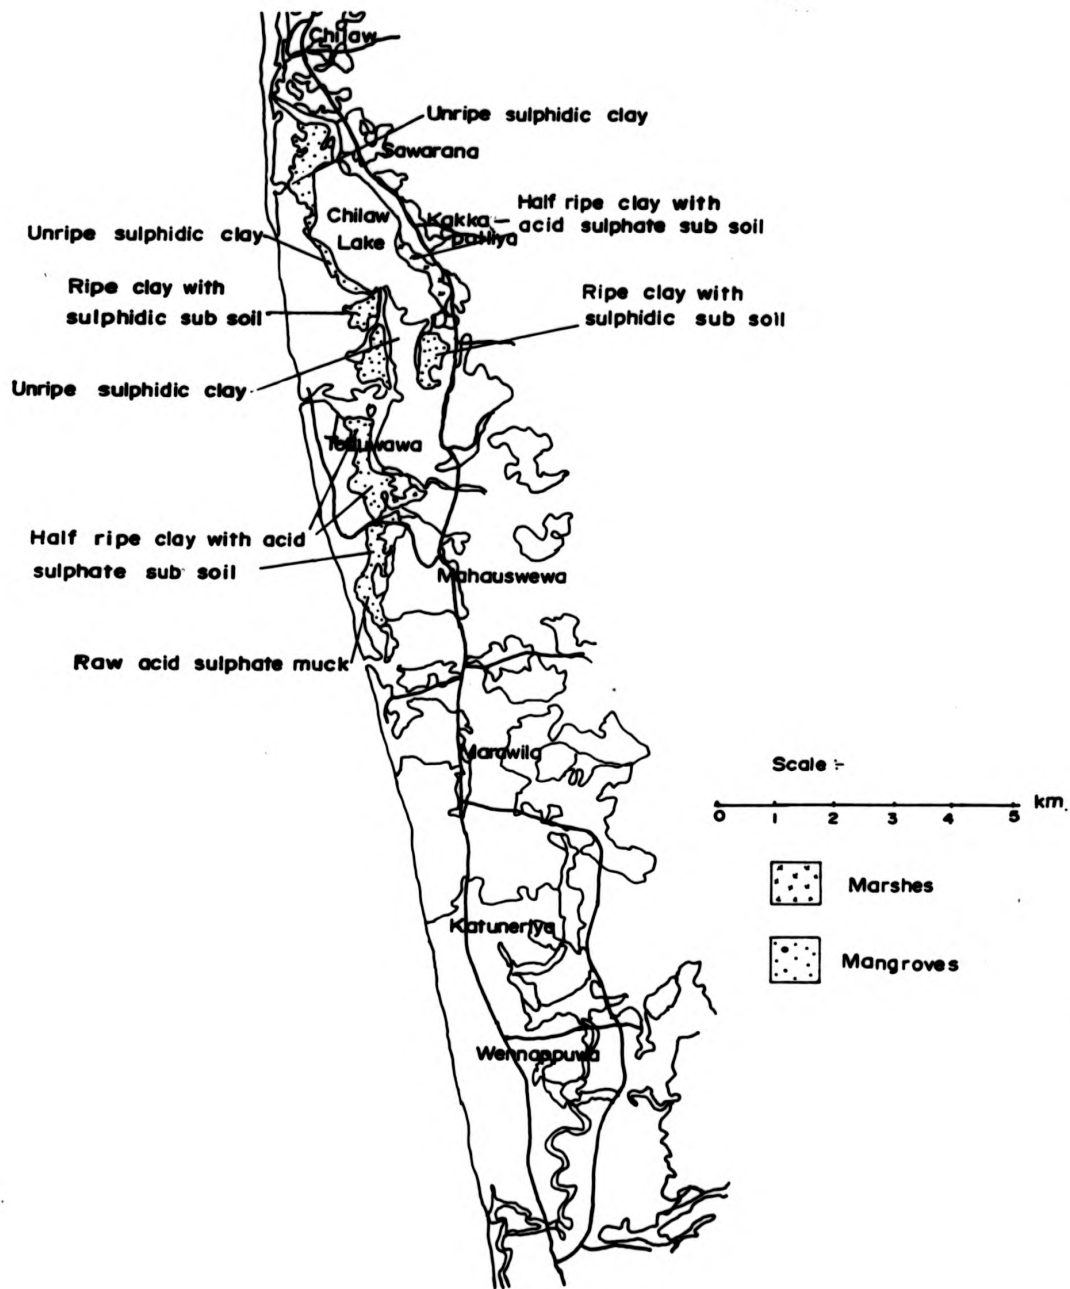 Chilaw
Unripe sulphidic clay
Sawarana
Half ripe clay with
acid sulphate sub soil
Kakka-
palliya
Chilaw
Lake
Unripe sulphidic clay
Ripe clay with
sulphidic sub soil
Ripe clay with
sulphidic sub soil
Unripe sulphidic clay
Half ripe clay with acid
sulphate sub soil
Mahauswewa
Raw acid sulphate muck
Marawila
Scale :-
0 1 2 3 4 5 km.
Marshes
Mangroves
Katuneriya
Wennappuwa